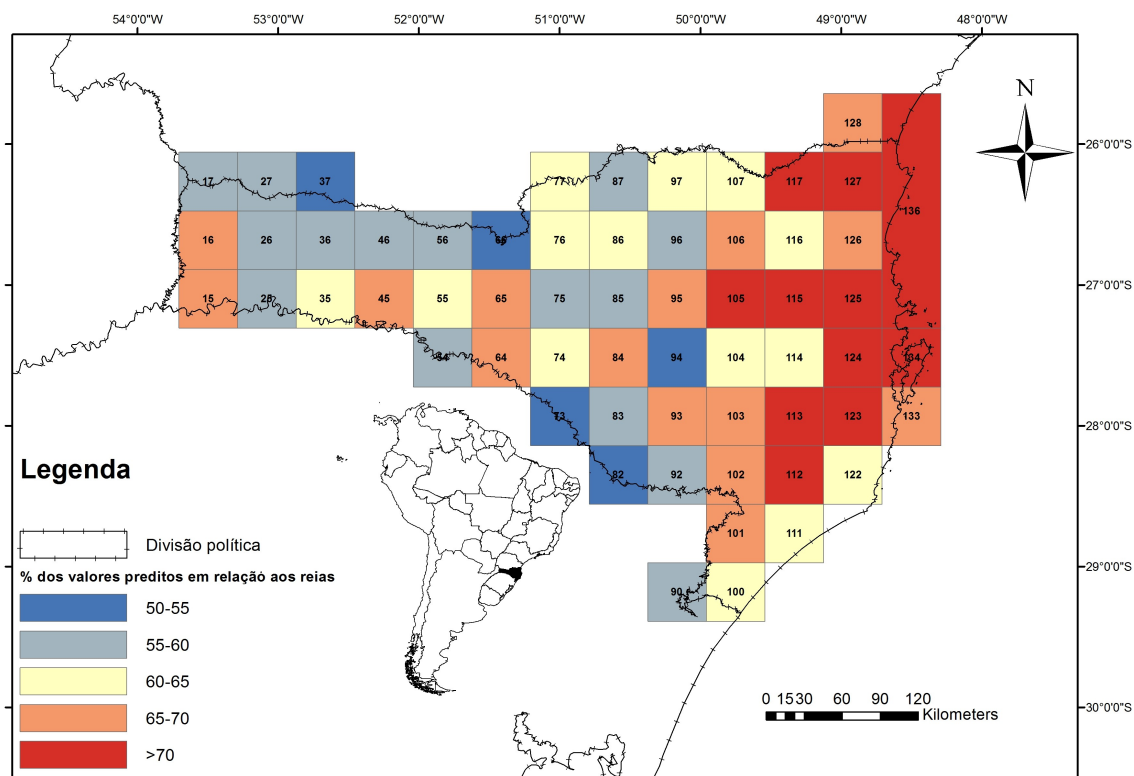 54°0'0"W 53°0'0"W 52°0'0"W 51°0'0"W 50°0'0"W 49°0'0"W 48°0'0"W
N
128
26°0'0"S
17 27 37 77 87 97 107 117 127
136
16 26 36 46 56 66 76 86 96 106 116 126
27°0'0"S
15 25 35 45 55 65 75 85 95 105 115 125
54 64 74 84 94 104 114 124 134
73 83 93 103 113 123 133
28°0'0"S
Legenda
82 92 102 112 122
101 111
Divisão política
29°0'0"S
% dos valores preditos em relação aos reias
90 100
50-55
55-60
60-65
0 15 30 60 90 120
Kilometers
30°0'0"S
65-70
>70